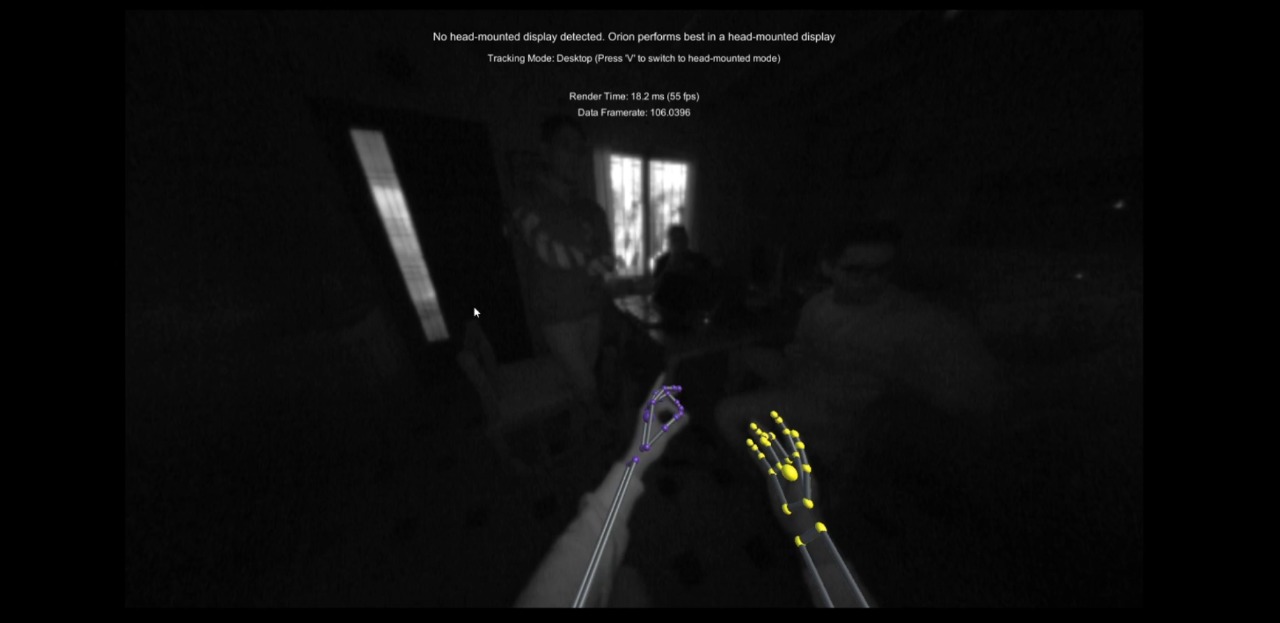 No head-mounted display detected. Orion performs best in a head-mounted display
Tracking Mode: Desktop (Press 'V' to switch to head-mounted mode)
Render Time: 18.2 ms (55 fps)
Data Framerate: 106.0396